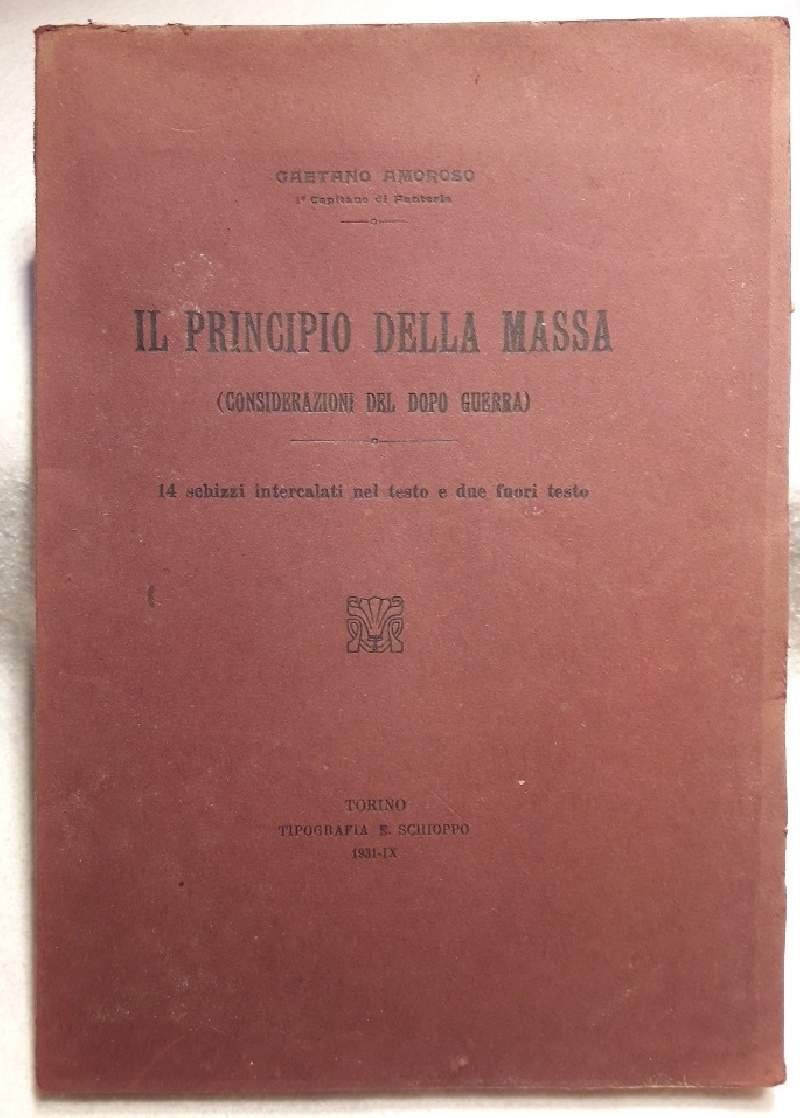 GAETANO AMOROSO
1° Capitano di Fanteria
IL PRINCIPIO DELLA MASSA
(CONSIDERAZIONI DEL DOPO GUERRA)
14 schizzi intercalati nel testo e due fuori testo
TORINO
TIPOGRAFIA E. SCHIOPPO
1931-IX